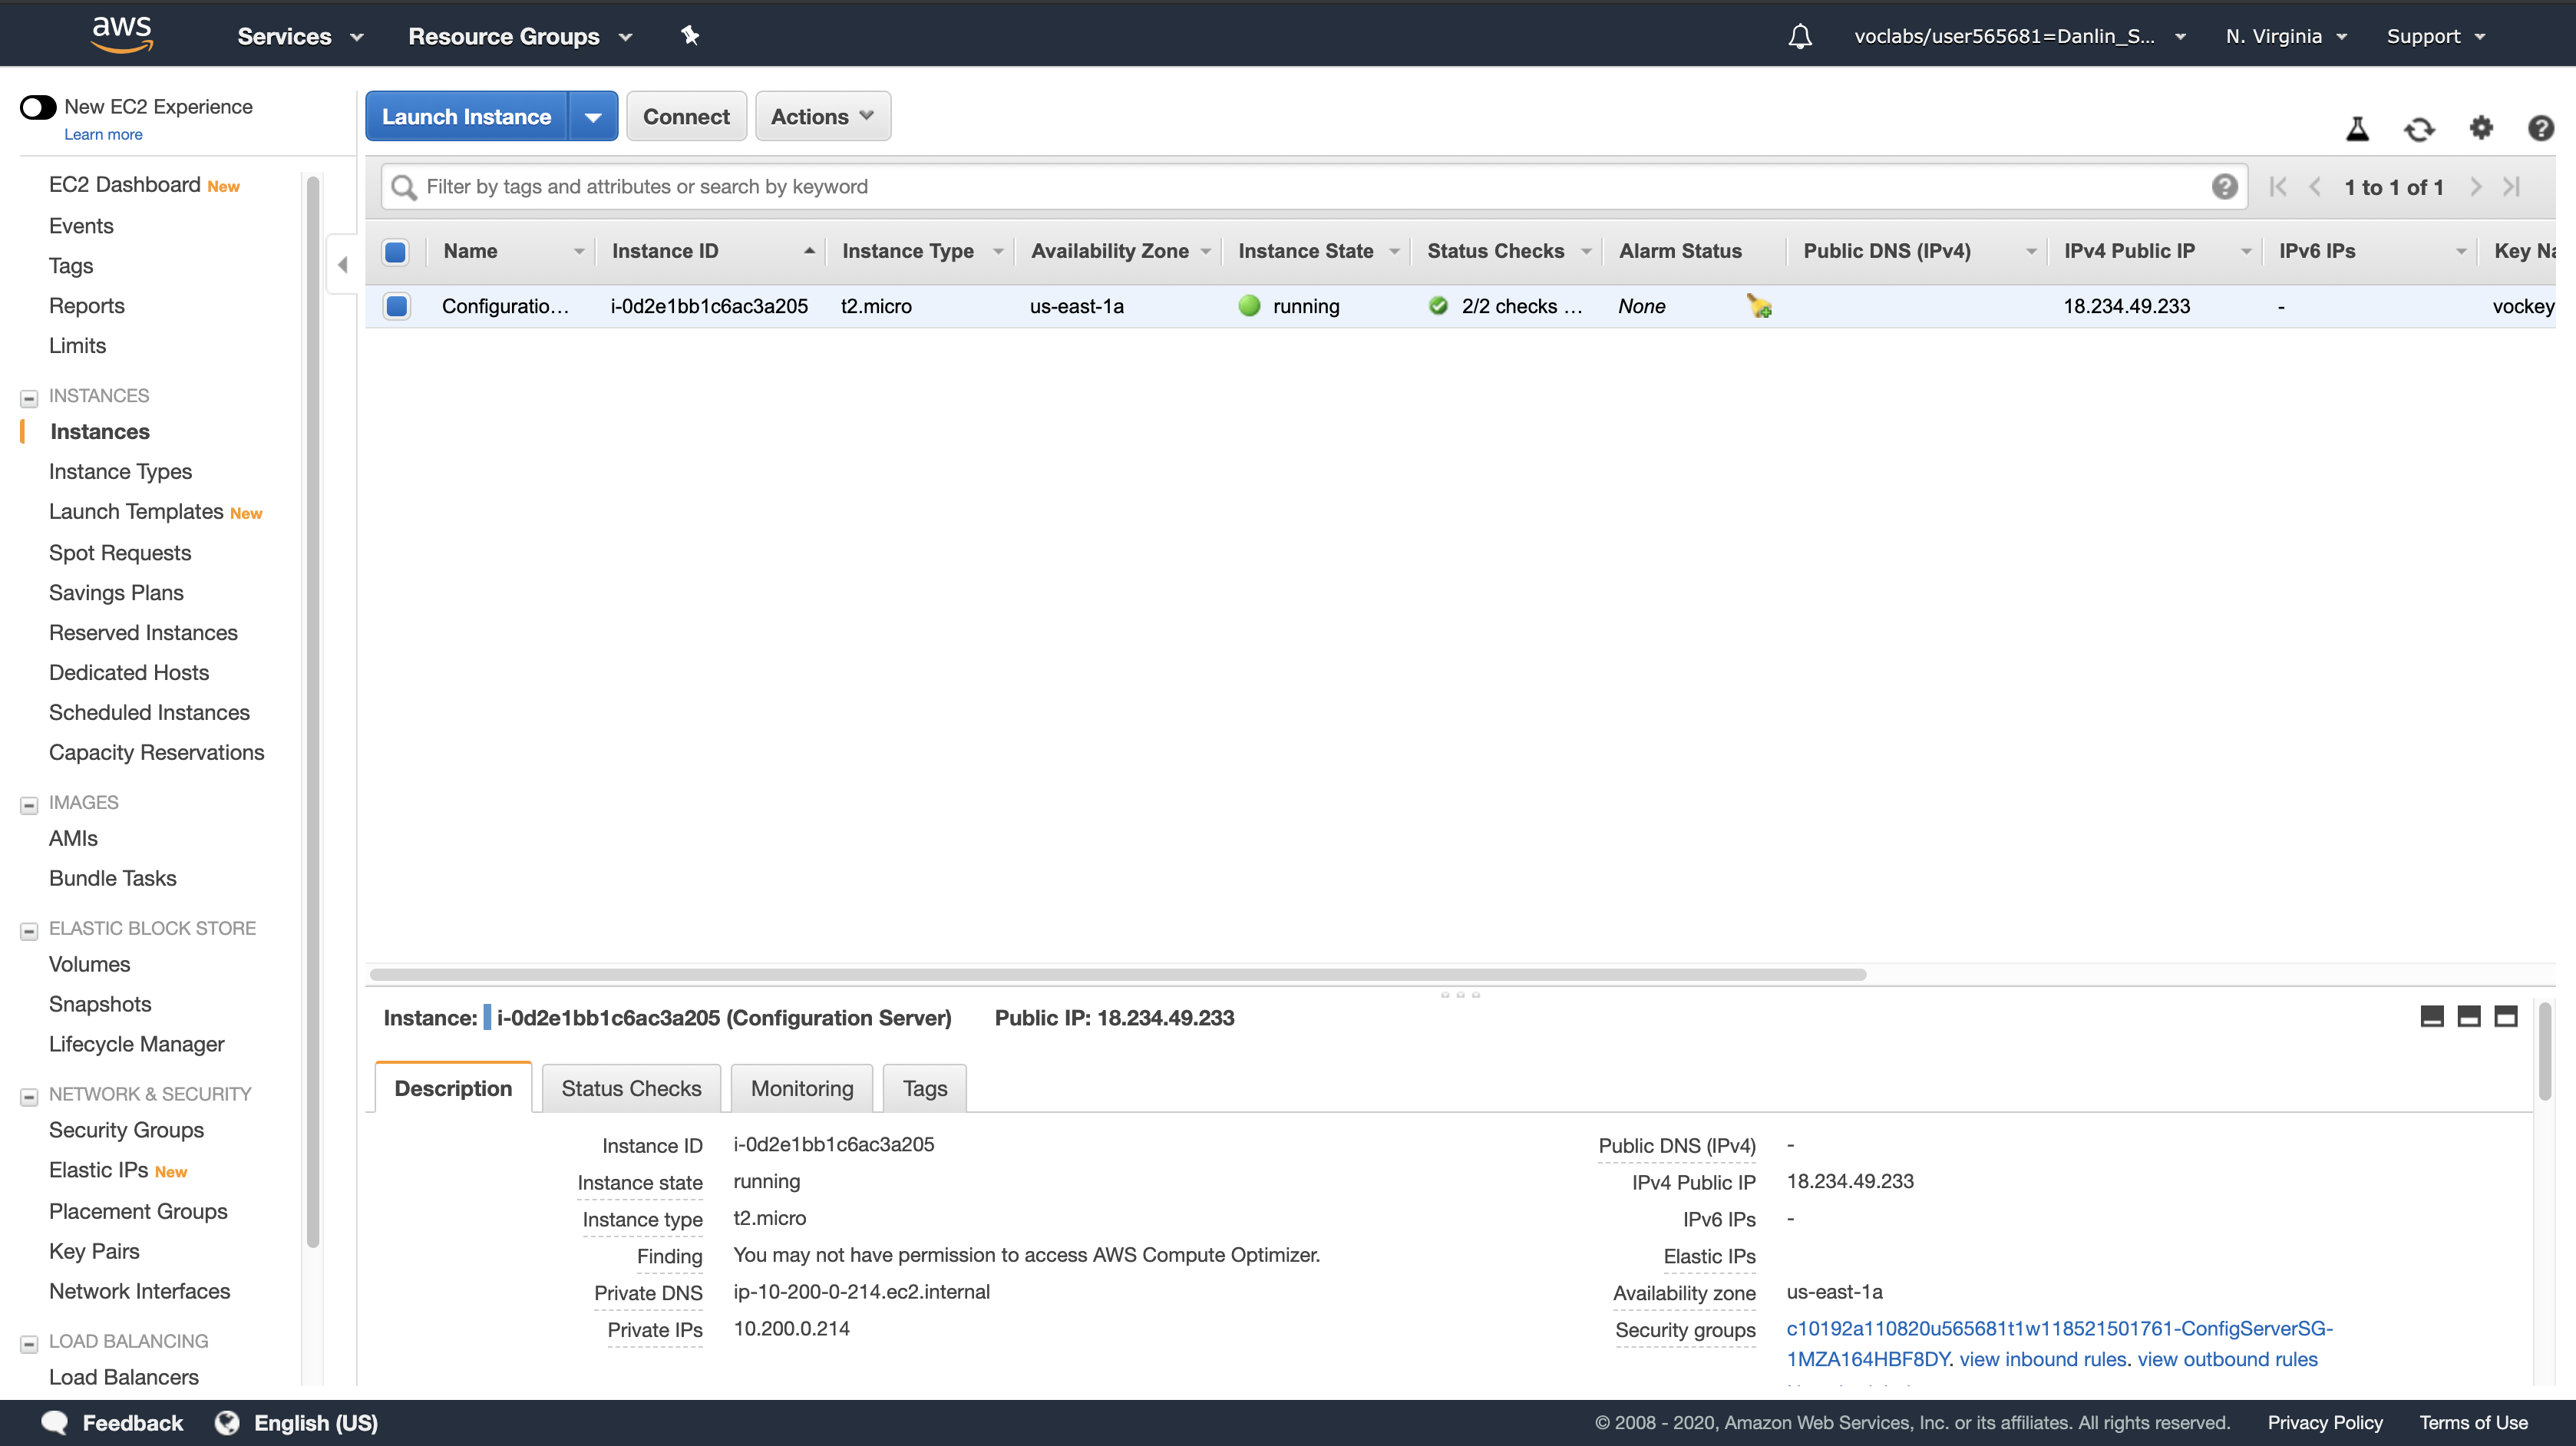 aws Services Resource Groups voclabs/user565681=Danlin_S... N. Virginia Support
New EC2 Experience
Learn more
EC2 Dashboard New
Events
Tags
Reports
Limits
INSTANCES
Instances
Instance Types
Launch Templates New
Spot Requests
Savings Plans
Reserved Instances
Dedicated Hosts
Scheduled Instances
Capacity Reservations
IMAGES
AMIs
Bundle Tasks
ELASTIC BLOCK STORE
Volumes
Snapshots
Lifecycle Manager
NETWORK & SECURITY
Security Groups
Elastic IPs New
Placement Groups
Key Pairs
Network Interfaces
LOAD BALANCING
Load Balancers
Launch Instance Connect Actions
Filter by tags and attributes or search by keyword 1 to 1 of 1
Name Instance ID Instance Type Availability Zone Instance State Status Checks Alarm Status Public DNS (IPv4) IPv4 Public IP IPv6 IPs Key Na
Configuratio... i-0d2e1bb1c6ac3a205 t2.micro us-east-1a running 2/2 checks ... None 18.234.49.233 - vockey
Instance: i-0d2e1bb1c6ac3a205 (Configuration Server) Public IP: 18.234.49.233
Description Status Checks Monitoring Tags
Instance ID i-0d2e1bb1c6ac3a205
Instance state running
Instance type t2.micro
Finding You may not have permission to access AWS Compute Optimizer.
Private DNS ip-10-200-0-214.ec2.internal
Private IPs 10.200.0.214
Public DNS (IPv4) -
IPv4 Public IP 18.234.49.233
IPv6 IPs -
Elastic IPs
Availability zone us-east-1a
Security groups c10192a110820u565681t1w118521501761-ConfigServerSG-
1MZA164HBF8DY. view inbound rules. view outbound rules
Feedback English (US) © 2008 - 2020, Amazon Web Services, Inc. or its affiliates. All rights reserved. Privacy Policy Terms of Use